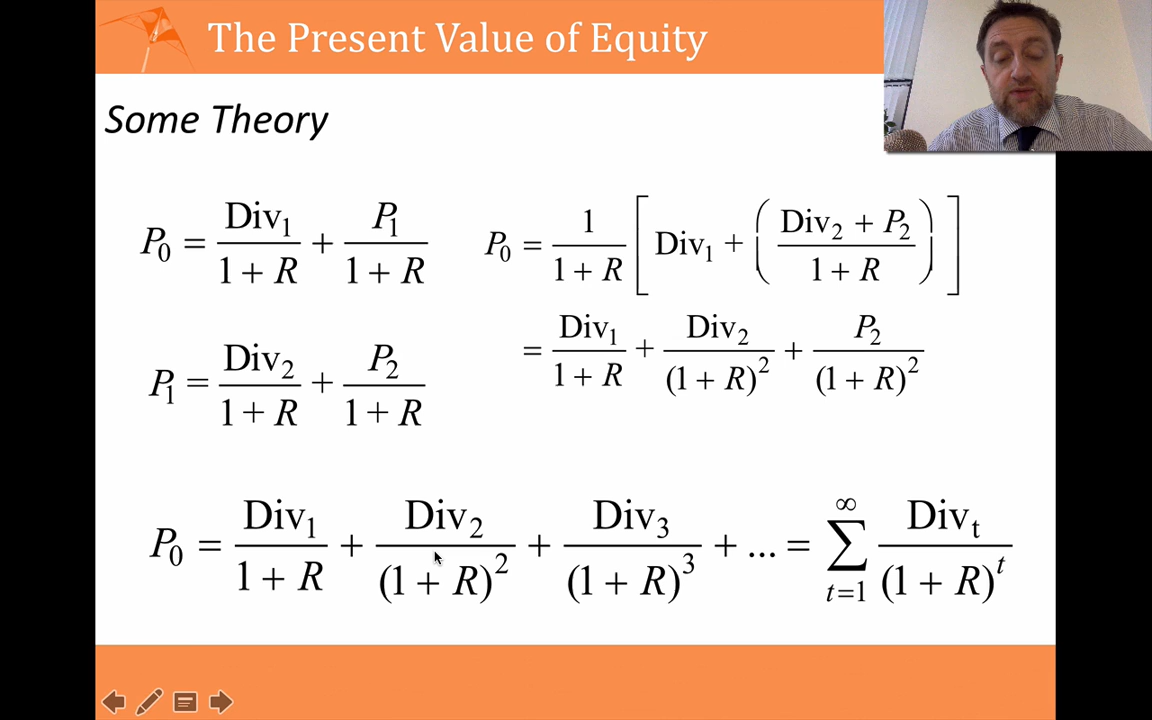 The Present Value of Equity
Some Theory
P₀ = Div₁ / (1 + R) + P₁ / (1 + R)
P₁ = Div₂ / (1 + R) + P₂ / (1 + R)
P₀ = 1 / (1 + R) [ Div₁ + ( (Div₂ + P₂) / (1 + R) ) ]
= Div₁ / (1 + R) + Div₂ / (1 + R)² + P₂ / (1 + R)²
P₀ = Div₁ / (1 + R) + Div₂ / (1 + R)² + Div₃ / (1 + R)³ + ... = ∑_{t=1}^{∞} Divₜ / (1 + R)ᵗ